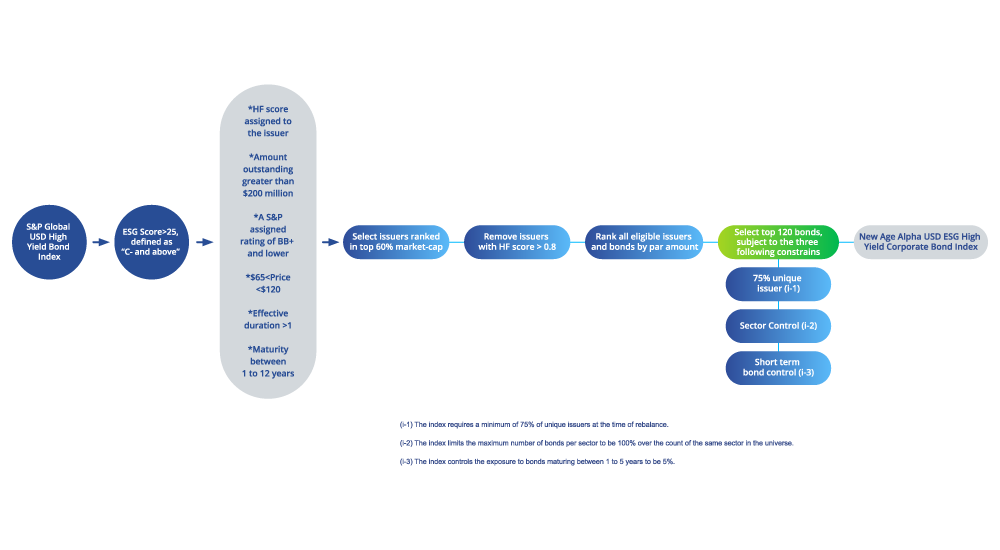 S&P Global
USD High
Yield Bond
Index
ESG Score>25,
defined as
“C- and above”
*HF score
assigned to
the issuer
*Amount
outstanding
greater than
$200 million
*A S&P
assigned
rating of BB+
and lower
*$65<Price
<$120
*Effective
duration >1
*Maturity
between
1 to 12 years
Select issuers ranked
in top 60% market-cap
Remove issuers
with HF score > 0.8
Rank all eligible issuers
and bonds by par amount
Select top 120 bonds,
subject to the three
following constrains
75% unique
issuer (i-1)
Sector Control (i-2)
Short term
bond control (i-3)
New Age Alpha USD ESG High
Yield Corporate Bond Index
(i-1) The index requires a minimum of 75% of unique issuers at the time of rebalance.
(i-2) The index limits the maximum number of bonds per sector to be 100% over the count of the same sector in the universe.
(i-3) The index controls the exposure to bonds maturing between 1 to 5 years to be 5%.